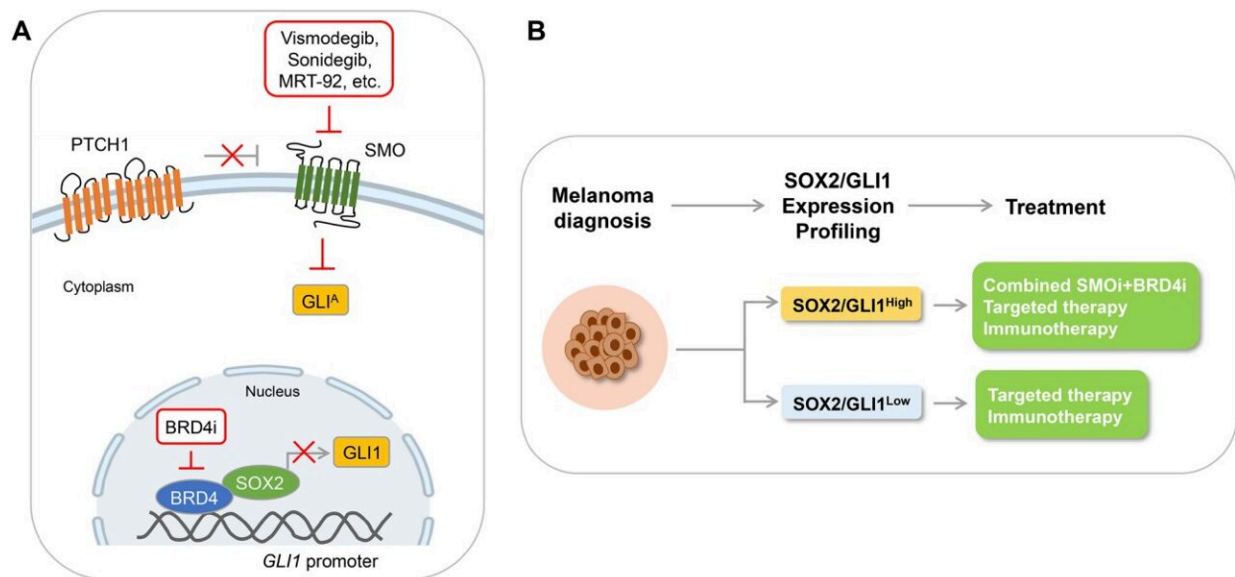 A
Vismodegib,
Sonidegib,
MRT-92, etc.
PTCH1
SMO
Cytoplasm
GLIᴬ
Nucleus
BRD4i
GLI1
SOX2
BRD4
GLI1 promoter
B
Melanoma
diagnosis
SOX2/GLI1
Expression
Profiling
Treatment
SOX2/GLI1ᴴⁱᵍʰ
Combined SMOi+BRD4i
Targeted therapy
Immunotherapy
SOX2/GLI1ᴸᵒʷ
Targeted therapy
Immunotherapy